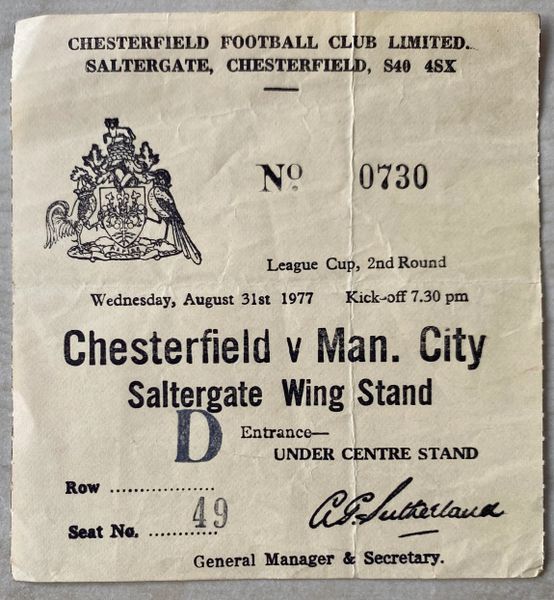 CHESTERFIELD FOOTBALL CLUB LIMITED.
SALTERGATE, CHESTERFIELD, S40 4SX
No. 0730
ASPIRE
League Cup, 2nd Round
Wednesday, August 31st 1977 Kick-off 7.30 pm
Chesterfield v Man. City
Saltergate Wing Stand
D
Entrance—
UNDER CENTRE STAND
Row ..................
Seat No. ............ 49
A G Sutherland
General Manager & Secretary.